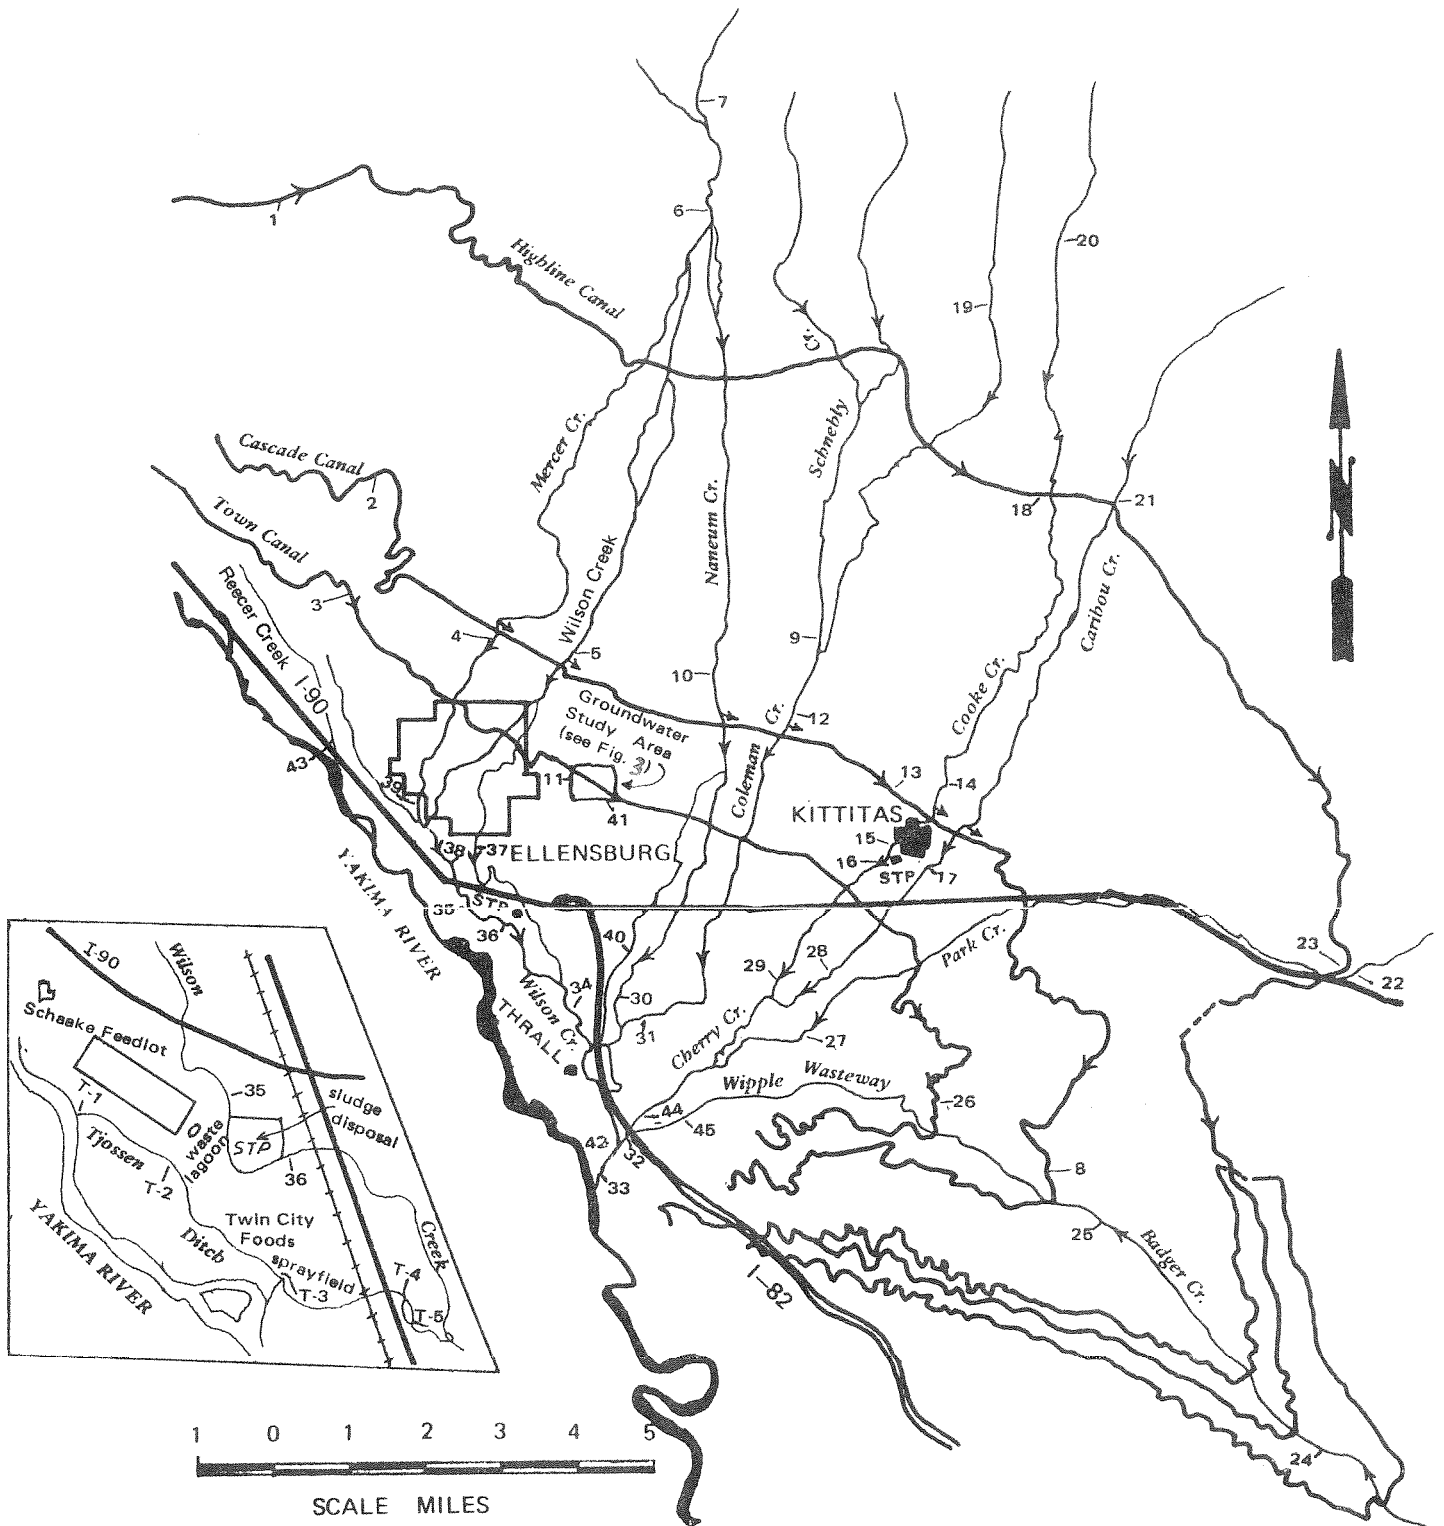 7
6
1
Highline Canal
20
19
Cr.
Schnebly
Mercer Cr.
Cascade Canal
2
Town Canal
Naneum Cr.
18
21
N
Wilson Creek
Reecer Creek
3
Caribou Cr.
4
5
9
10
I-90
Groundwater
Study Area
(see Fig. 3)
Cooke Cr.
Cr.
12
Coleman
43
39
11
41
13
14
KITTITAS
15
16
STP
17
38
37
ELLENSBURG
YAKIMA RIVER
35
STP
36
40
Park Cr.
23
22
29
28
34
Wilson Cr.
THRALL
30
31
Cherry Cr.
27
Wipple Wasteway
26
44
45
42
32
33
8
25
Badger Cr.
I-82
24
I-90
Wilson
Schaake Feedlot
T-1
35
sludge
disposal
waste
lagoon
STP
Tjossen
T-2
36
YAKIMA RIVER
Ditch
Twin City
Foods
sprayfield
Creek
T-3
T-4
T-5
1 0 1 2 3 4 5
SCALE MILES